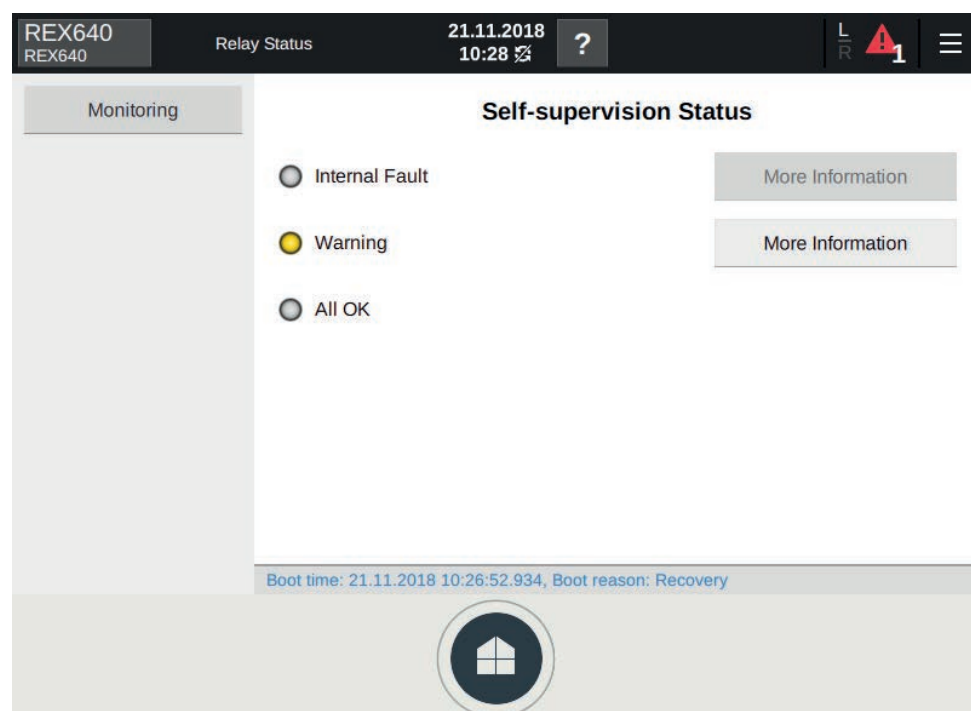 REX640
REX640
Relay Status
21.11.2018
10:28
?
L
R
1
Monitoring
Self-supervision Status
Internal Fault
More Information
Warning
More Information
All OK
Boot time: 21.11.2018 10:26:52.934, Boot reason: Recovery